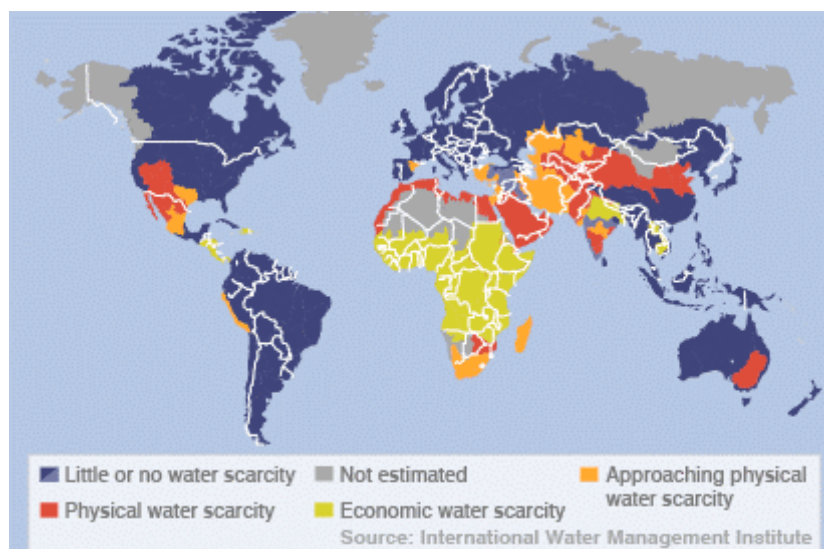 Little or no water scarcity
Not estimated
Approaching physical
water scarcity
Physical water scarcity
Economic water scarcity
Source: International Water Management Institute